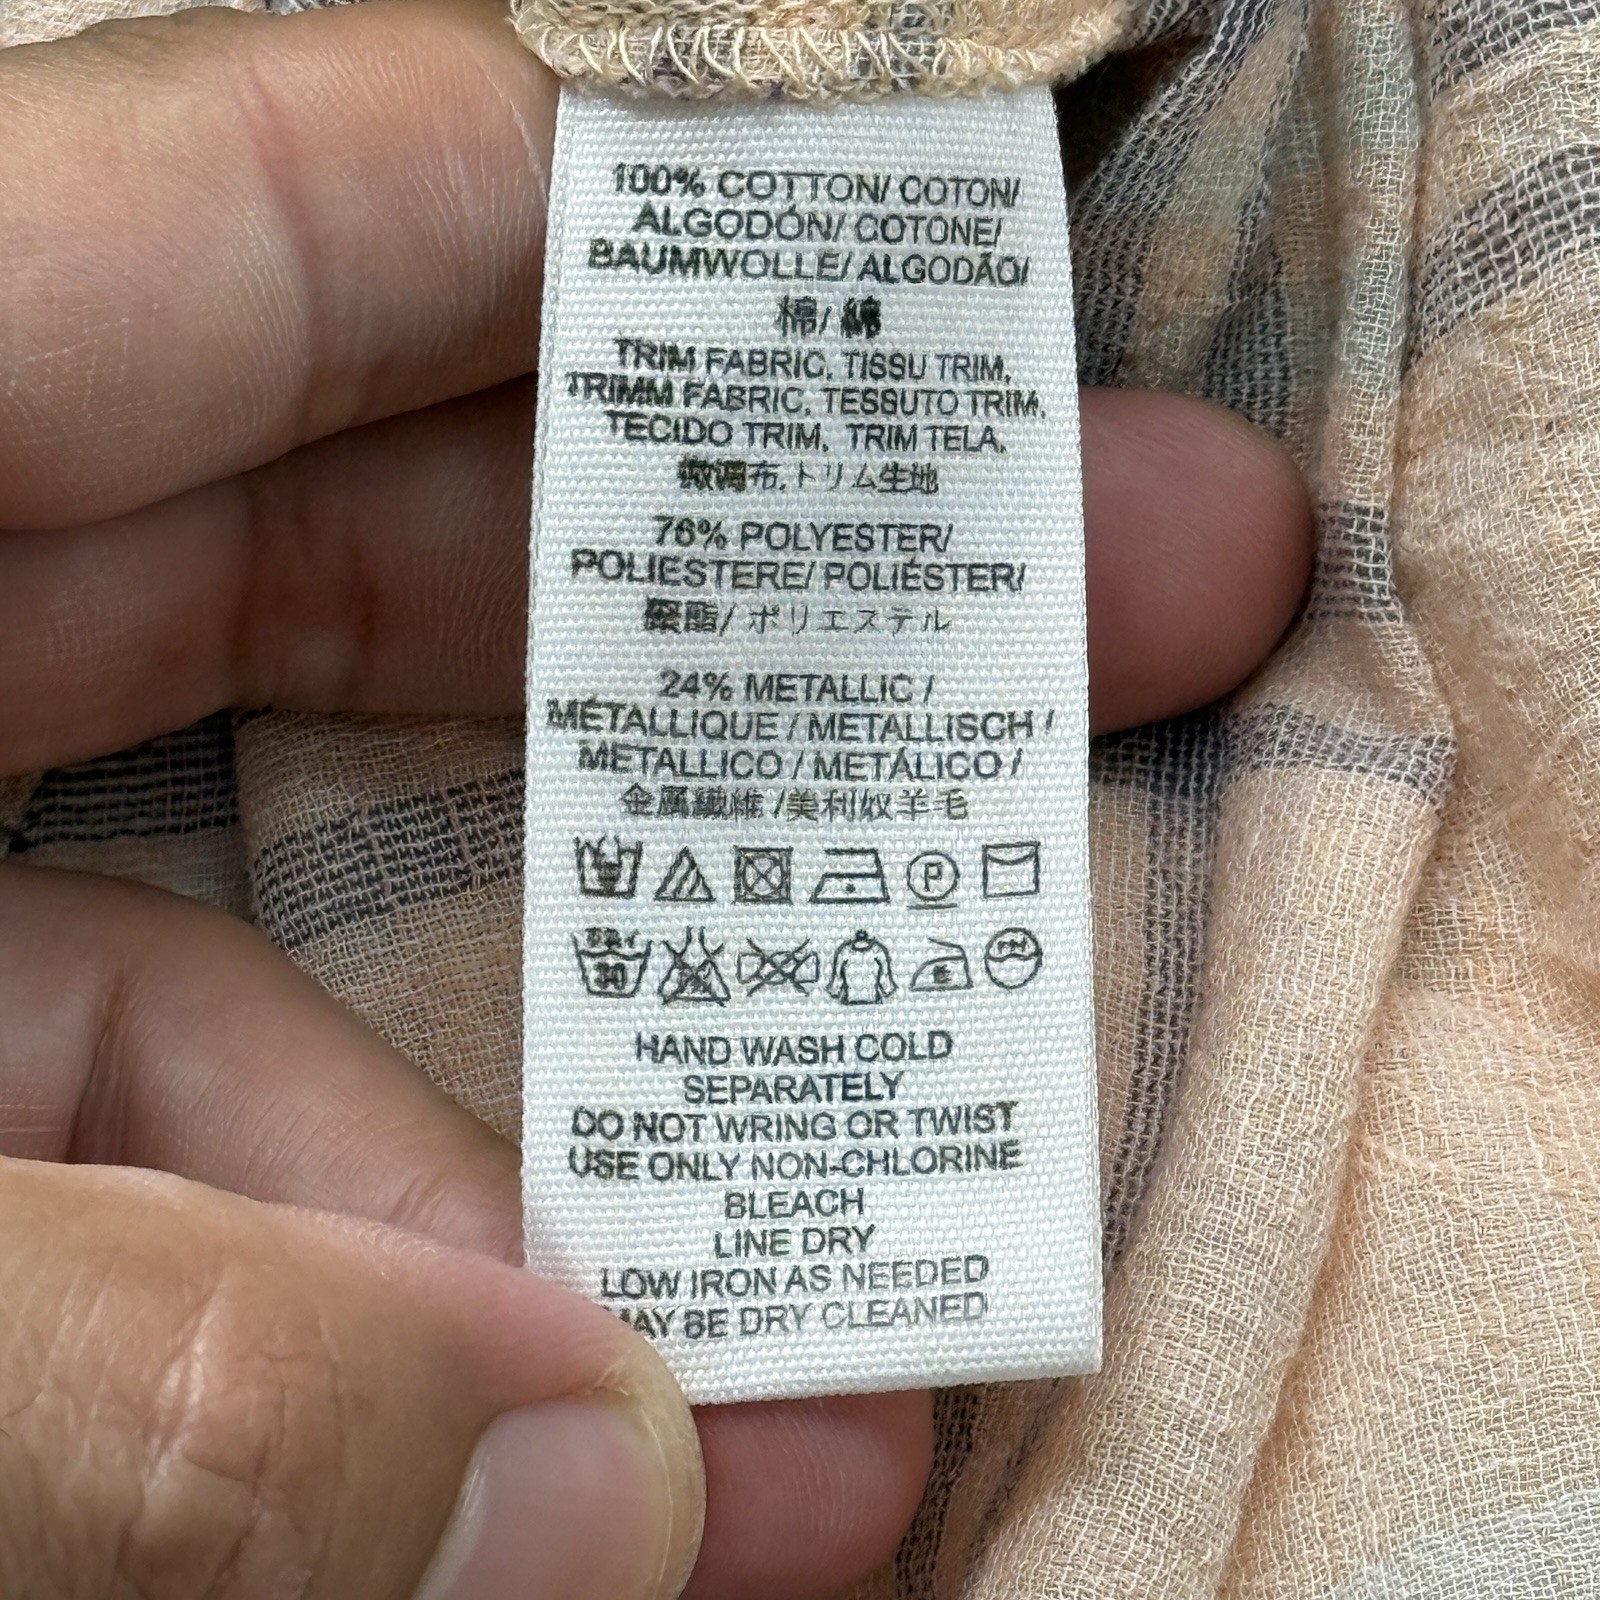 100% COTTON/ COTON/
ALGODÓN/ COTONE/
BAUMWOLLE/ ALGODÃO/
棉/ 綿
TRIM FABRIC, TISSU TRIM,
TRIMM FABRIC, TESSUTO TRIM,
TECIDO TRIM, TRIM TELA,
微调布,トリム生地
76% POLYESTER/
POLIESTERE/ POLIÉSTER/
聚酯/ ポリエステル
24% METALLIC /
MÉTALLIQUE / METALLISCH /
METALLICO / METÁLICO /
金属纖維 /美利奴羊毛
P
30
HAND WASH COLD
SEPARATELY
DO NOT WRING OR TWIST
USE ONLY NON-CHLORINE
BLEACH
LINE DRY
LOW IRON AS NEEDED
MAY BE DRY CLEANED